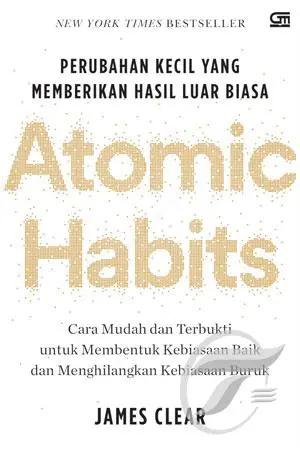 NEW YORK TIMES BESTSELLER
GM
PERUBAHAN KECIL YANG
MEMBERIKAN HASIL LUAR BIASA
Atomic
Habits
Cara Mudah dan Terbukti
untuk Membentuk Kebiasaan Baik
dan Menghilangkan Kebiasaan Buruk
JAMES CLEAR